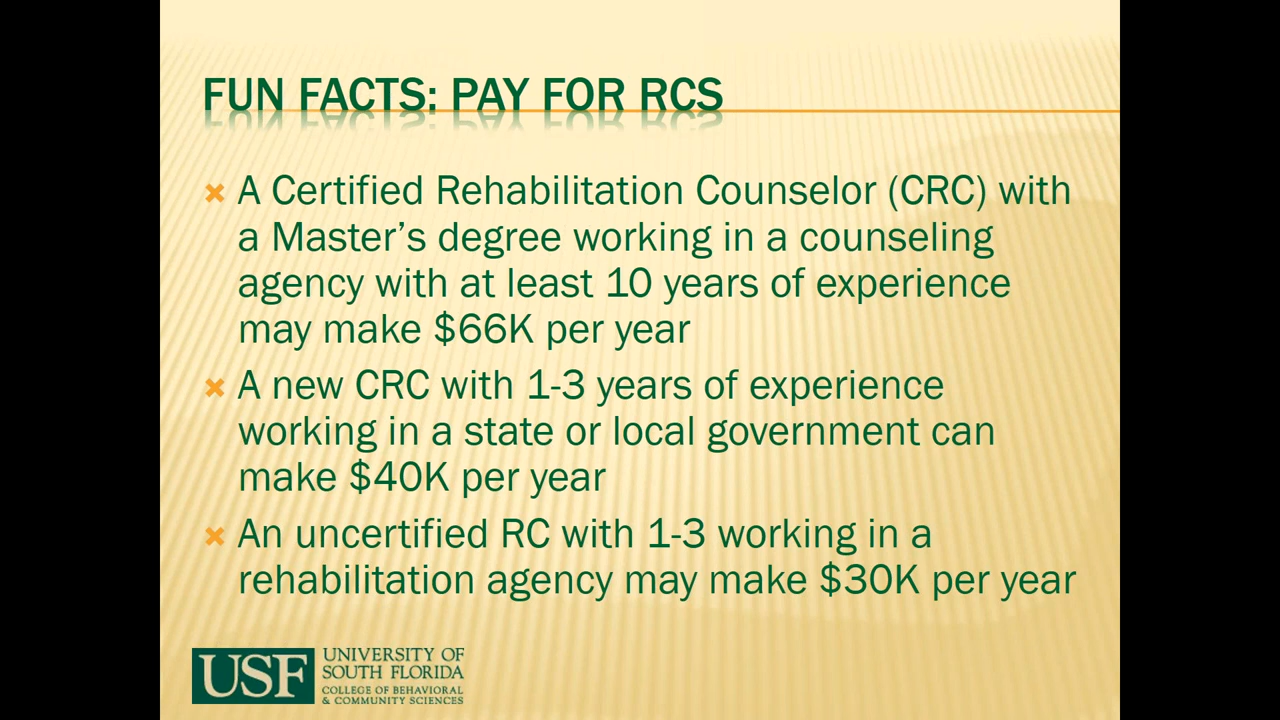 FUN FACTS: PAY FOR RCS
A Certified Rehabilitation Counselor (CRC) with
a Master’s degree working in a counseling
agency with at least 10 years of experience
may make $66K per year
A new CRC with 1-3 years of experience
working in a state or local government can
make $40K per year
An uncertified RC with 1-3 working in a
rehabilitation agency may make $30K per year
USF
UNIVERSITY OF
SOUTH FLORIDA
COLLEGE OF BEHAVIORAL
& COMMUNITY SCIENCES